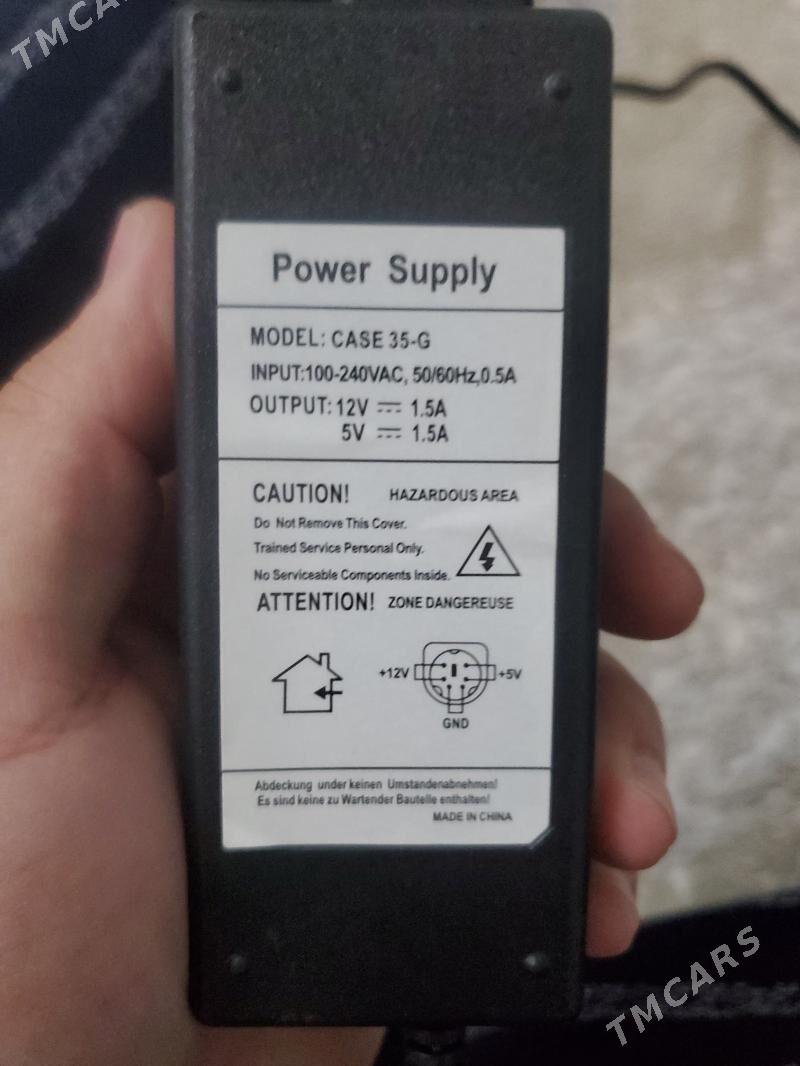 TMCARS
Power Supply
MODEL: CASE 35-G
INPUT:100-240VAC, 50/60Hz,0.5A
OUTPUT: 12V ⎓ 1.5A
5V ⎓ 1.5A
CAUTION! HAZARDOUS AREA
Do Not Remove This Cover.
Trained Service Personal Only.
No Serviceable Components Inside.
ATTENTION! ZONE DANGEREUSE
+12V +5V
GND
Abdeckung under keinen Umstandenabnehmen!
Es sind keine zu Wartender Bauteile enthalten!
MADE IN CHINA
TMCARS